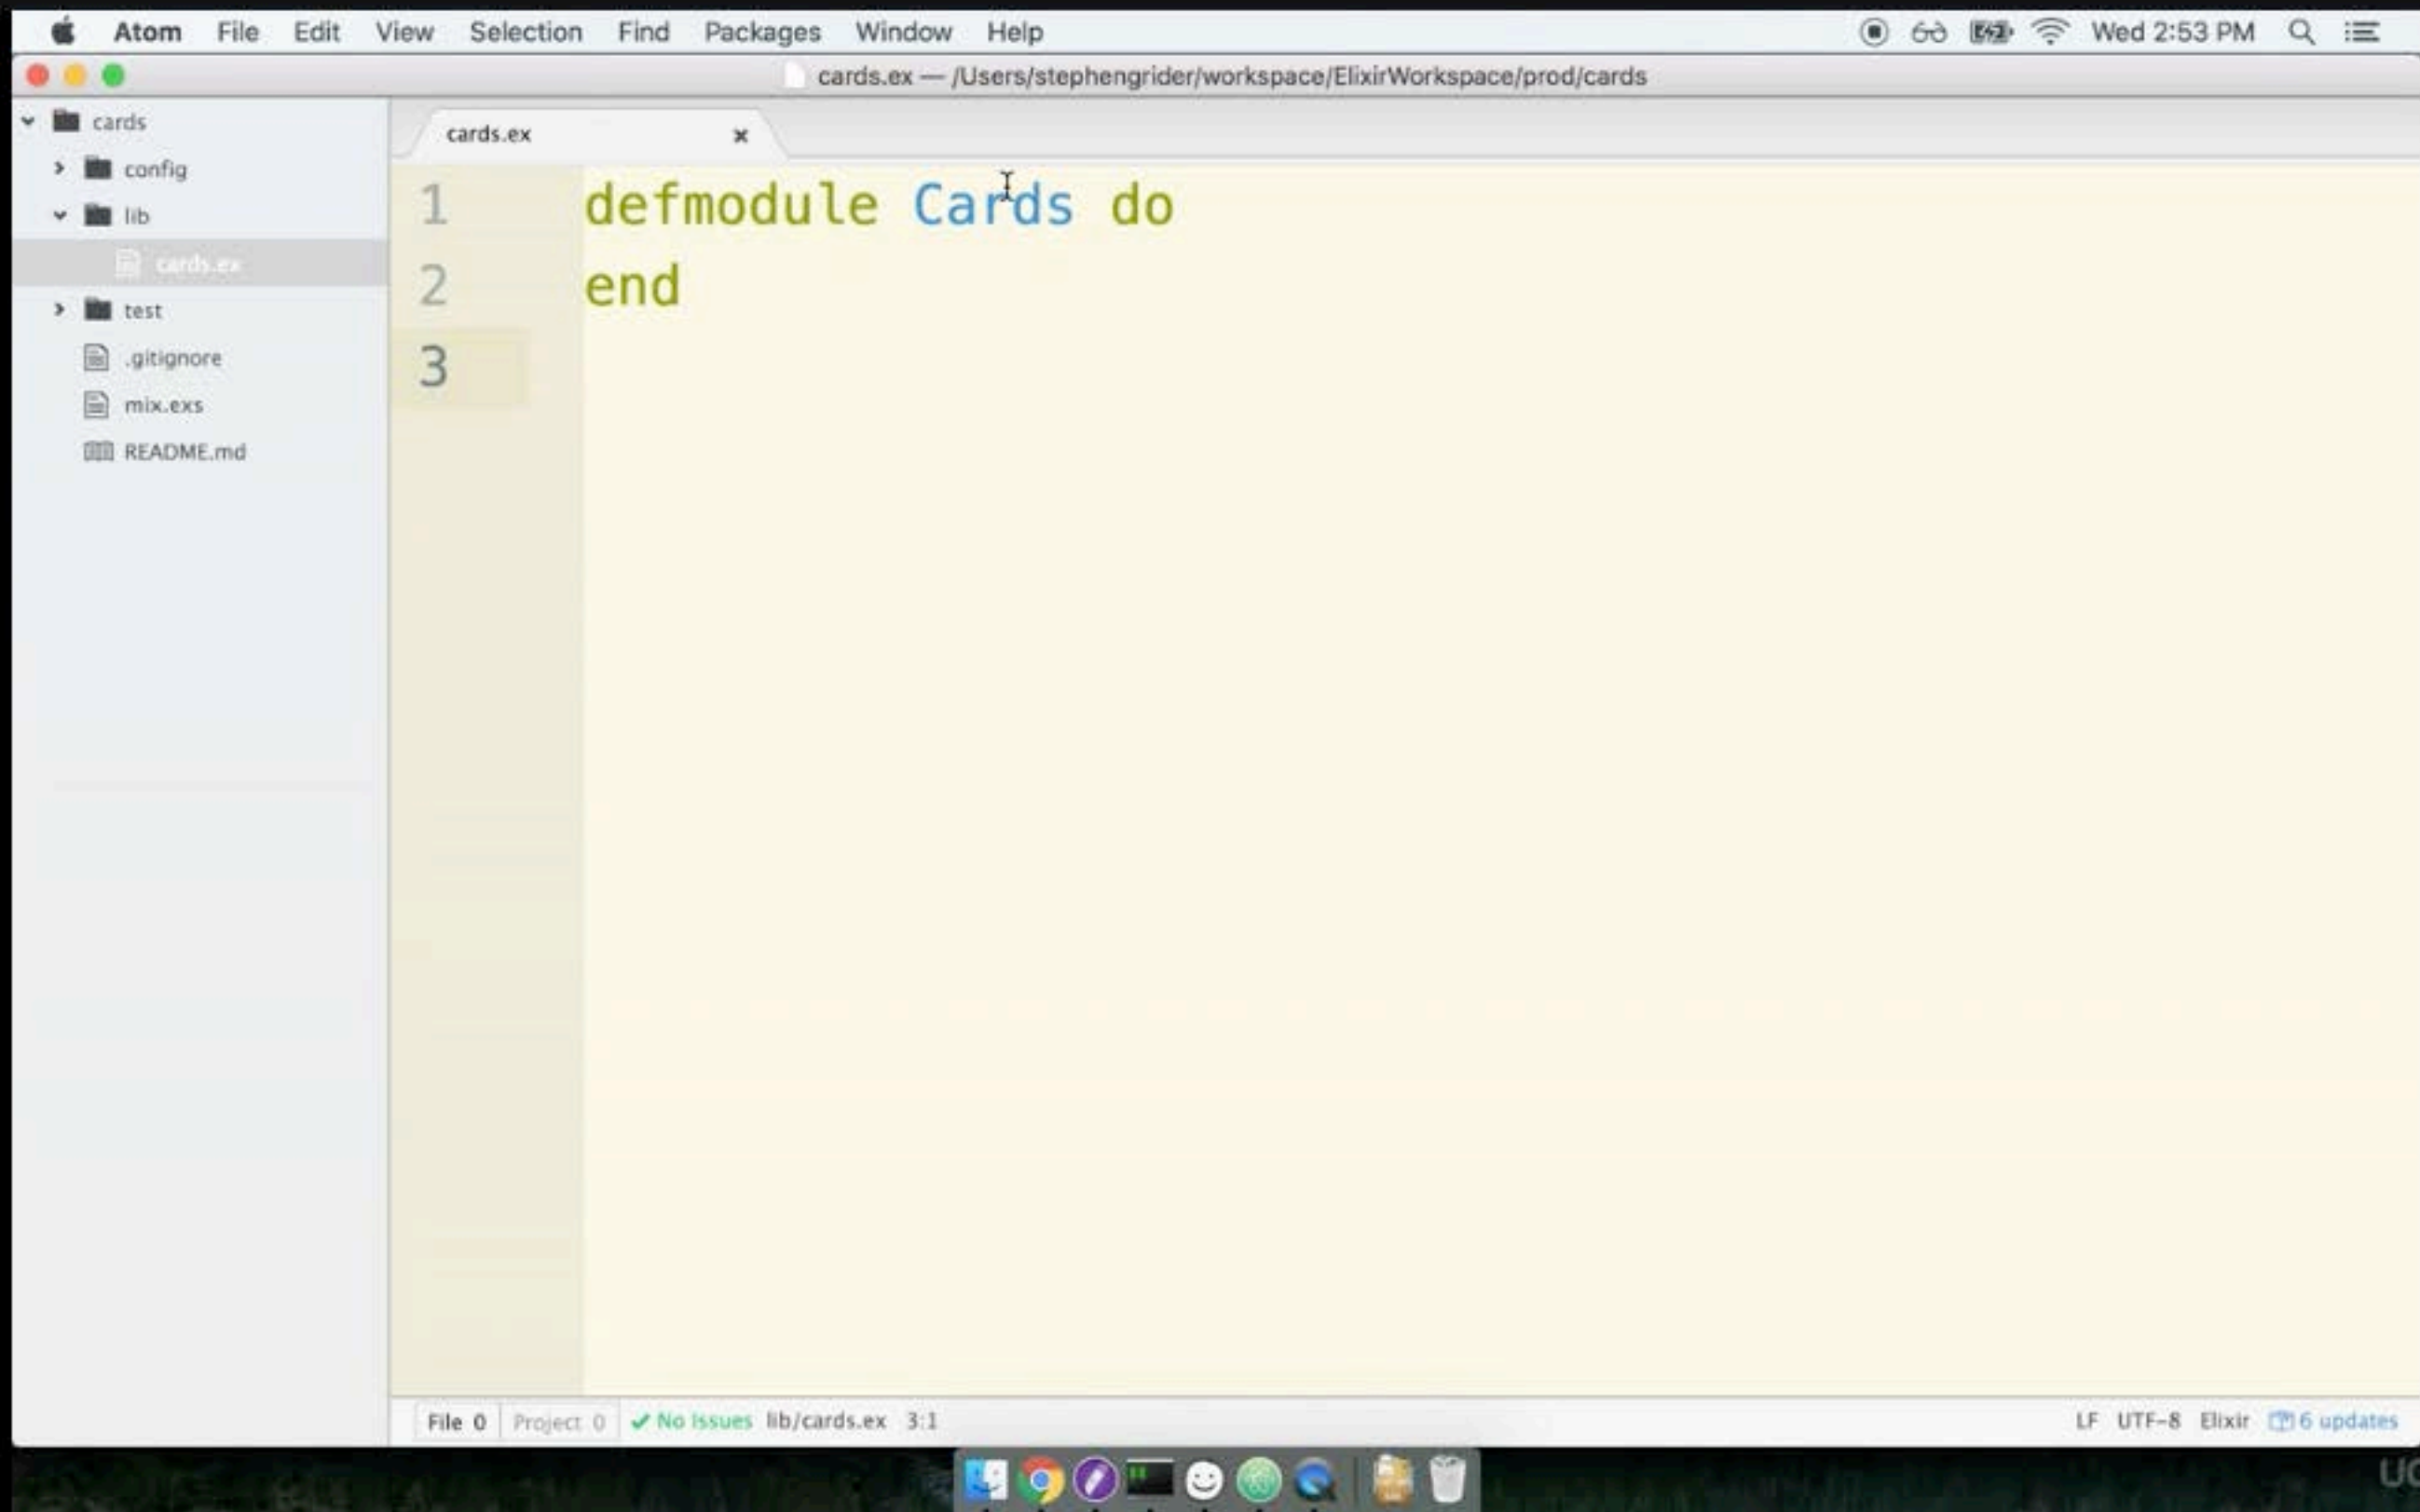 Atom File Edit View Selection Find Packages Window Help Wed 2:53 PM
cards.ex — /Users/stephengrider/workspace/ElixirWorkspace/prod/cards
cards
config
lib
cards.ex
test
.gitignore
mix.exs
README.md
cards.ex
1 defmodule Cards do
2 end
3
File 0 Project 0 No Issues lib/cards.ex 3:1 LF UTF-8 Elixir 6 updates